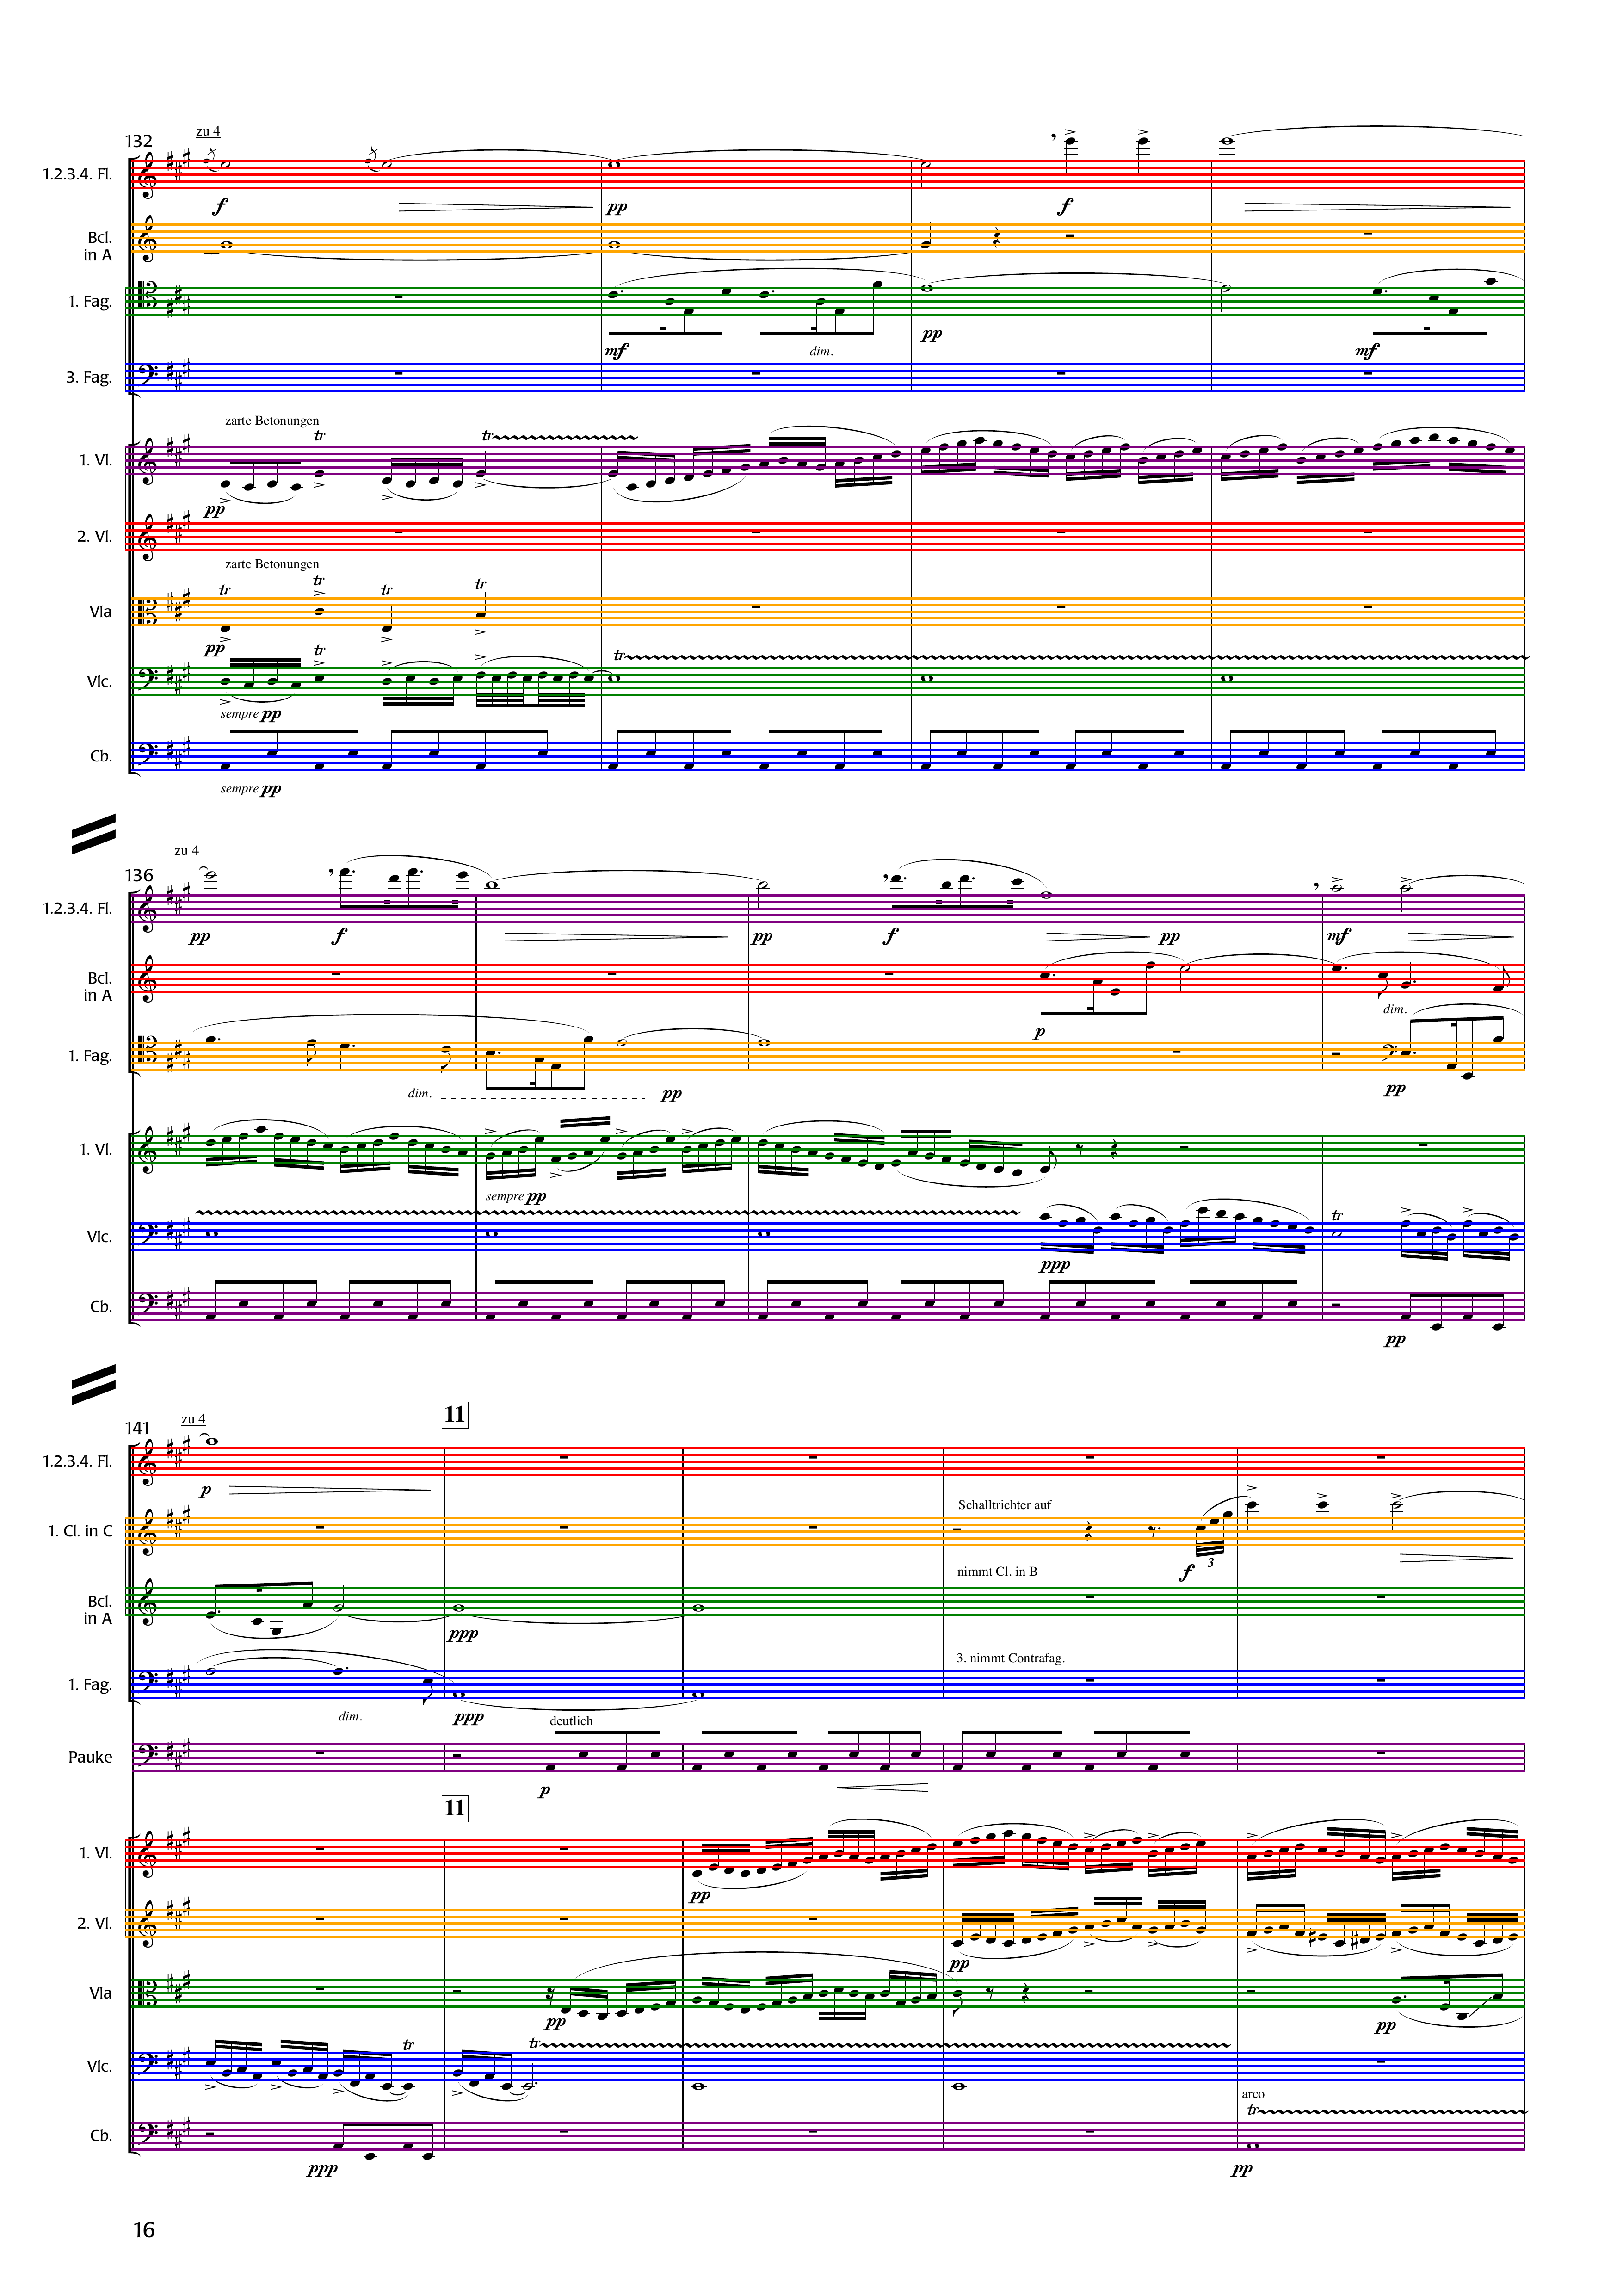 132
zu 4
1.2.3.4. Fl.
f
pp
f
Bcl.
in A
1. Fag.
mf
dim.
pp
mf
3. Fag.
zarte Betonungen
tr
tr
1. Vl.
pp
2. Vl.
zarte Betonungen
tr
tr
tr
tr
Vla
pp
tr
tr
Vlc.
sempre pp
Cb.
sempre pp
136
zu 4
1.2.3.4. Fl.
pp
f
pp
f
pp
mf
Bcl.
in A
p
dim.
1. Fag.
dim.
pp
pp
1. Vl.
sempre pp
Vlc.
tr
ppp
Cb.
pp
11
141
zu 4
1.2.3.4. Fl.
p
Schalltrichter auf
1. Cl. in C
f
3
nimmt Cl. in B
Bcl.
in A
ppp
3. nimmt Contrafag.
1. Fag.
dim.
ppp
deutlich
Pauke
p
11
1. Vl.
pp
2. Vl.
pp
Vla
pp
pp
tr
tr
Vlc.
arco
tr
Cb.
ppp
pp
16